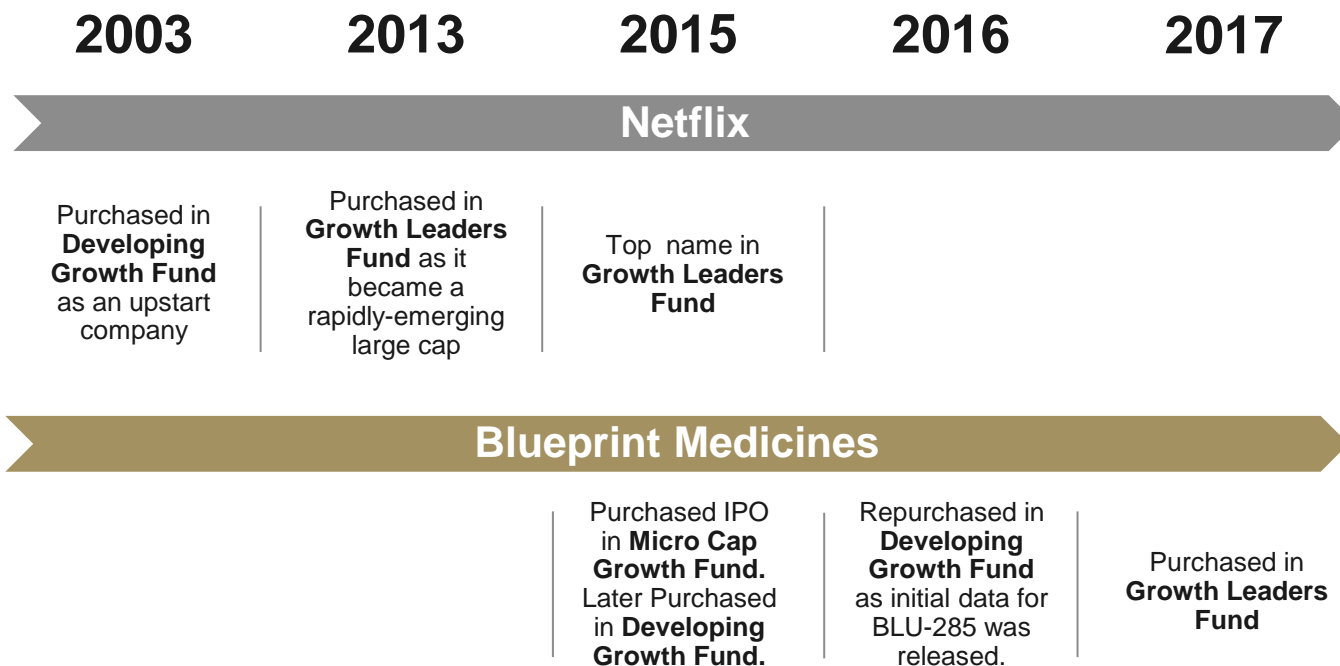 2003 2013 2015 2016 2017
Netflix
Purchased in
Developing
Growth Fund
as an upstart
company
Purchased in
Growth Leaders
Fund as it
became a
rapidly-emerging
large cap
Top name in
Growth Leaders
Fund
Blueprint Medicines
Purchased IPO
in Micro Cap
Growth Fund.
Later Purchased
in Developing
Growth Fund.
Repurchased in
Developing
Growth Fund
as initial data for
BLU-285 was
released.
Purchased in
Growth Leaders
Fund